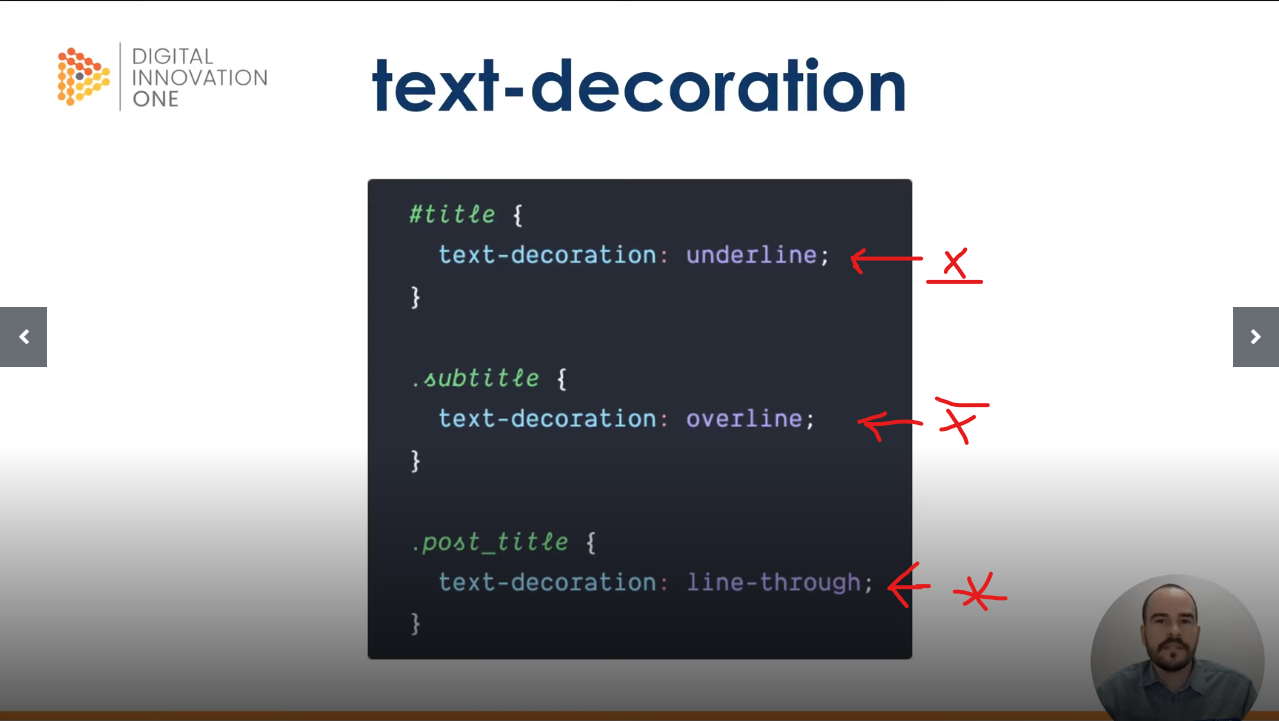 DIGITAL
INNOVATION
ONE
text-decoration
#title {
text-decoration: underline;
}
.subtitle {
text-decoration: overline;
}
.post_title {
text-decoration: line-through;
}
x
x
x